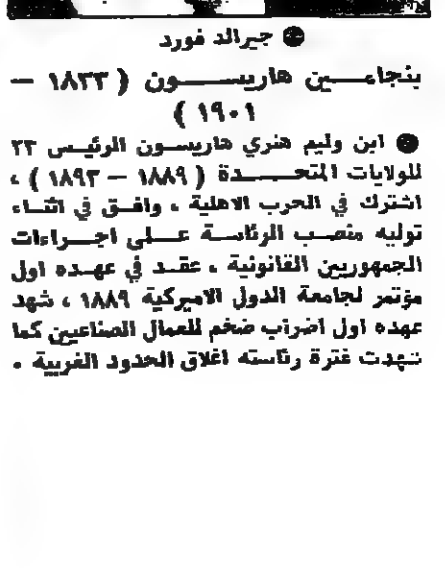 ● جيرالد فورد
بنجامين هاريسون ( ١٨٣٣ –
١٩٠١ )
● ابن وليم هنري هاريسون الرئيس ٢٣
للولايات المتحدة ( ١٨٨٩ – ١٨٩٣ ) ،
اشترك في الحرب الاهلية ، وافق في اثناء
توليه منصب الرئاسة على اجراءات
الجمهوريين القانونية ، عقد في عهده اول
مؤتمر لجامعة الدول الاميركية ١٨٨٩ ، شهد
عهده اول اضراب ضخم للعمال الصناعيين كما
شهدت فترة رئاسته اغلاق الحدود الغربية .